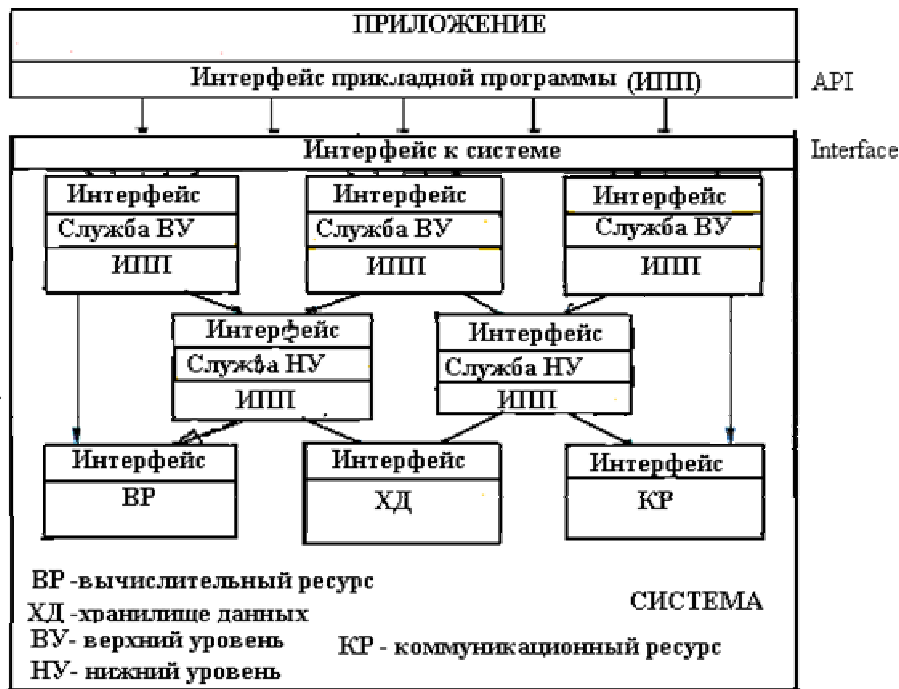 ПРИЛОЖЕНИЕ
Интерфейс прикладной программы (ИПП)
API
Интерфейс к системе
Interface
Интерфейс
Служба ВУ
ИПП
Интерфейс
Служба ВУ
ИПП
Интерфейс
Служба ВУ
ИПП
Интерфейс
Служба НУ
ИПП
Интерфейс
Служба НУ
ИПП
Интерфейс
ВР
Интерфейс
ХД
Интерфейс
КР
ВР -вычислительный ресурс
ХД -хранилище данных
СИСТЕМА
ВУ- верхний уровень
КР - коммуникационный ресурс
НУ - нижний уровень